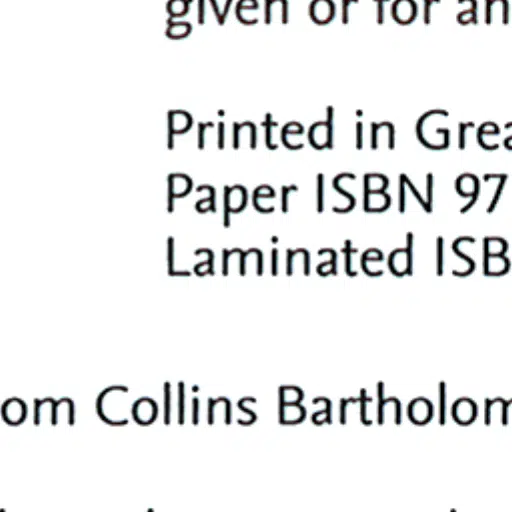 given or for an
Printed in Grea
Paper ISBN 97
Laminated ISB
om Collins Bartholom